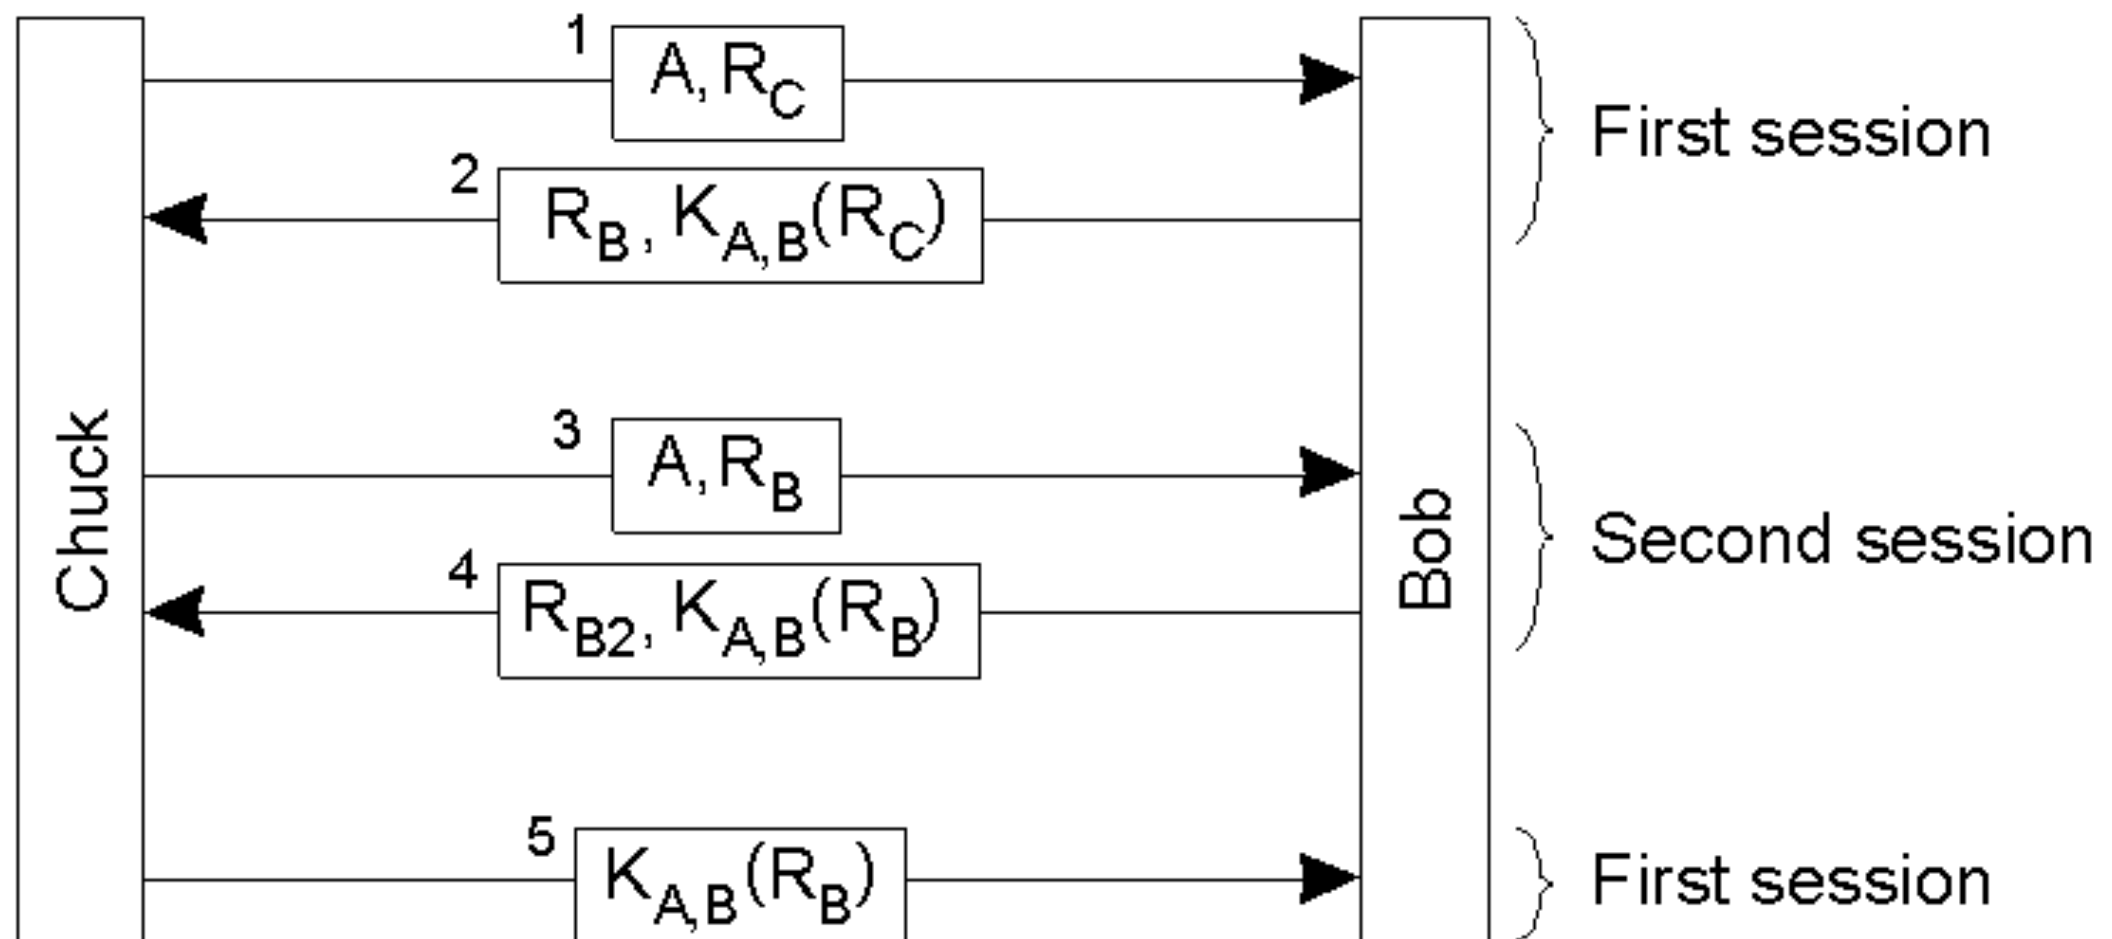 1
A, R_C
First session
2
R_B, K_A,B(R_C)
Chuck
Bob
3
A, R_B
Second session
4
R_B2, K_A,B(R_B)
5
K_A,B(R_B)
First session